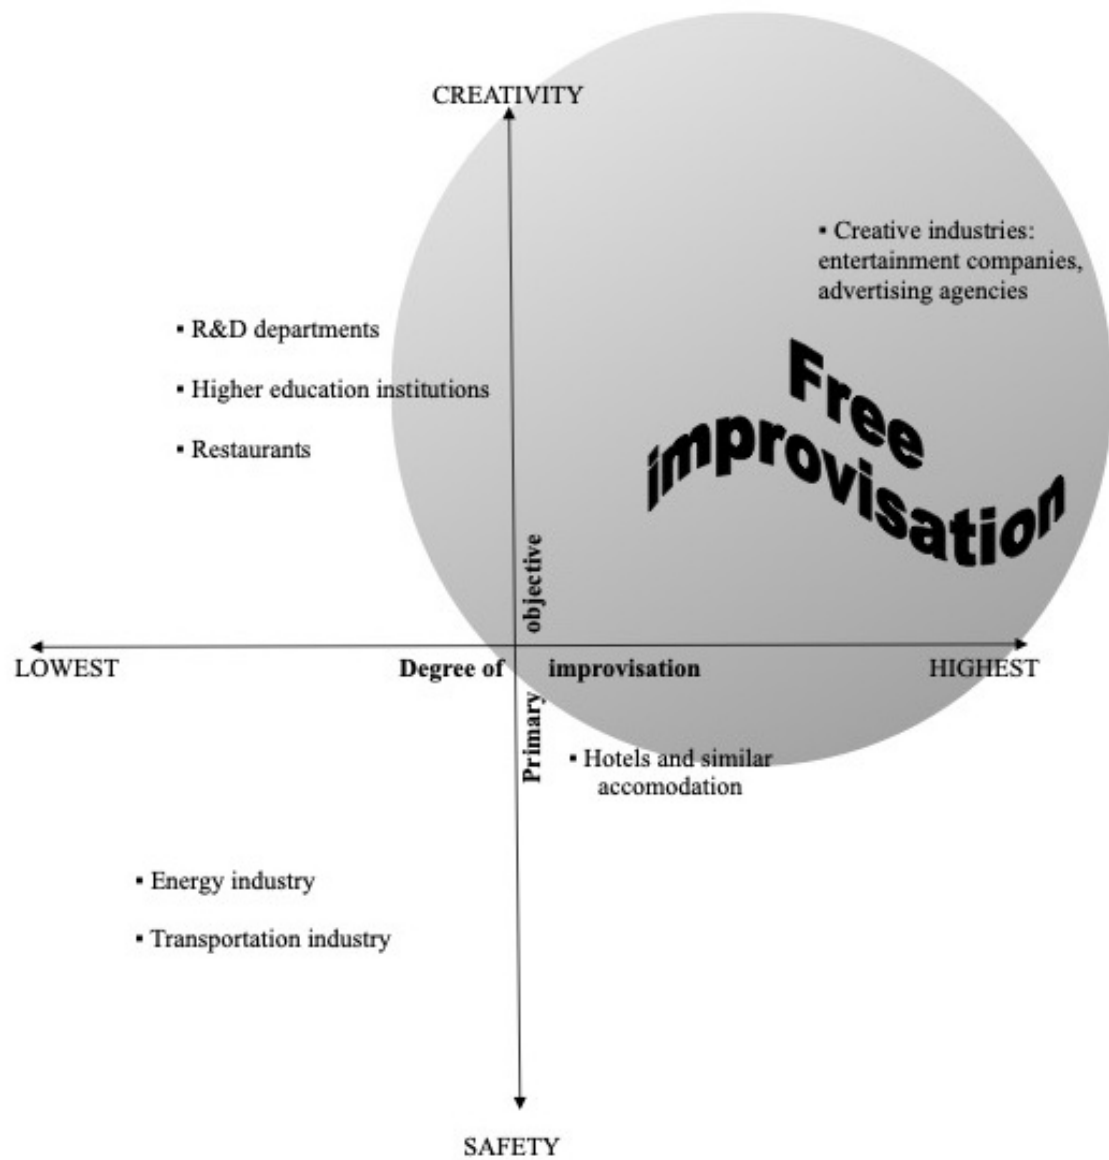 CREATIVITY
▪ Creative industries:
entertainment companies,
advertising agencies
▪ R&D departments
▪ Higher education institutions
▪ Restaurants
Free
improvisation
Primary objective
LOWEST
Degree of improvisation
HIGHEST
▪ Hotels and similar
accomodation
▪ Energy industry
▪ Transportation industry
SAFETY